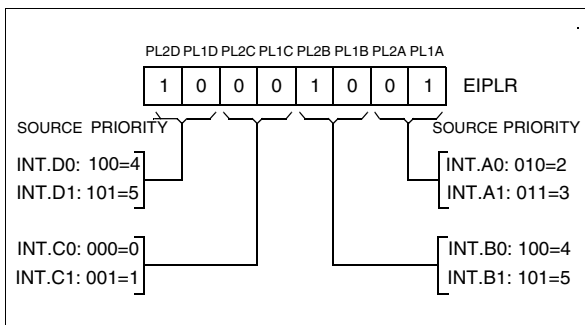 PL2D PL1D PL2C PL1C PL2B PL1B PL2A PL1A
1 0 0 0 1 0 0 1 EIPLR
SOURCE PRIORITY SOURCE PRIORITY
INT.D0: 100=4 INT.A0: 010=2
INT.D1: 101=5 INT.A1: 011=3
INT.C0: 000=0 INT.B0: 100=4
INT.C1: 001=1 INT.B1: 101=5